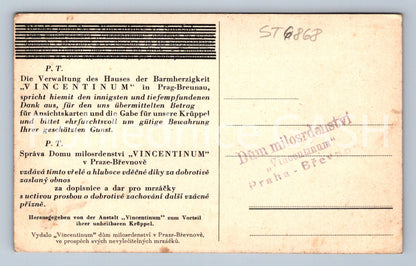 P. T.
Die Verwaltung des Hauses der Barmherzigkeit
„VINCENTINUM“ in Prag-Breunau,
spricht hiemit den innigsten und tiefempfundenen
Dank aus, für den uns übermittelten Betrag
für Ansichtskarten und die Gabe für unsere Krüppel
und bittet ehrfurchtsvoll um gütige Bewahrung
Ihrer geschätzten Gunst.
P. T.
Správa Domu milosrdenství „VINCENTINUM“
v Praze-Břevnově
vzdává timto vřelé a hluboce vděčné díky za dobrotivě
zaslaný obnos
za dopisnice a dar pro mrzáčky
s uctivou prosbou o dobrotivé zachování další vzácné
přízně.
Herausgegeben von der Anstalt „Vincentinum“ zum Vorteil
ihrer unheilbaren Krüppel.
Vydalo „Vincentinum“ dům milosrdenství v Praze-Břevnově,
ve prospěch svých nevyléčitelných mrzáčků.
ST6868
Dům milosrdenství
„Vincentinum“
Praha - Břevn